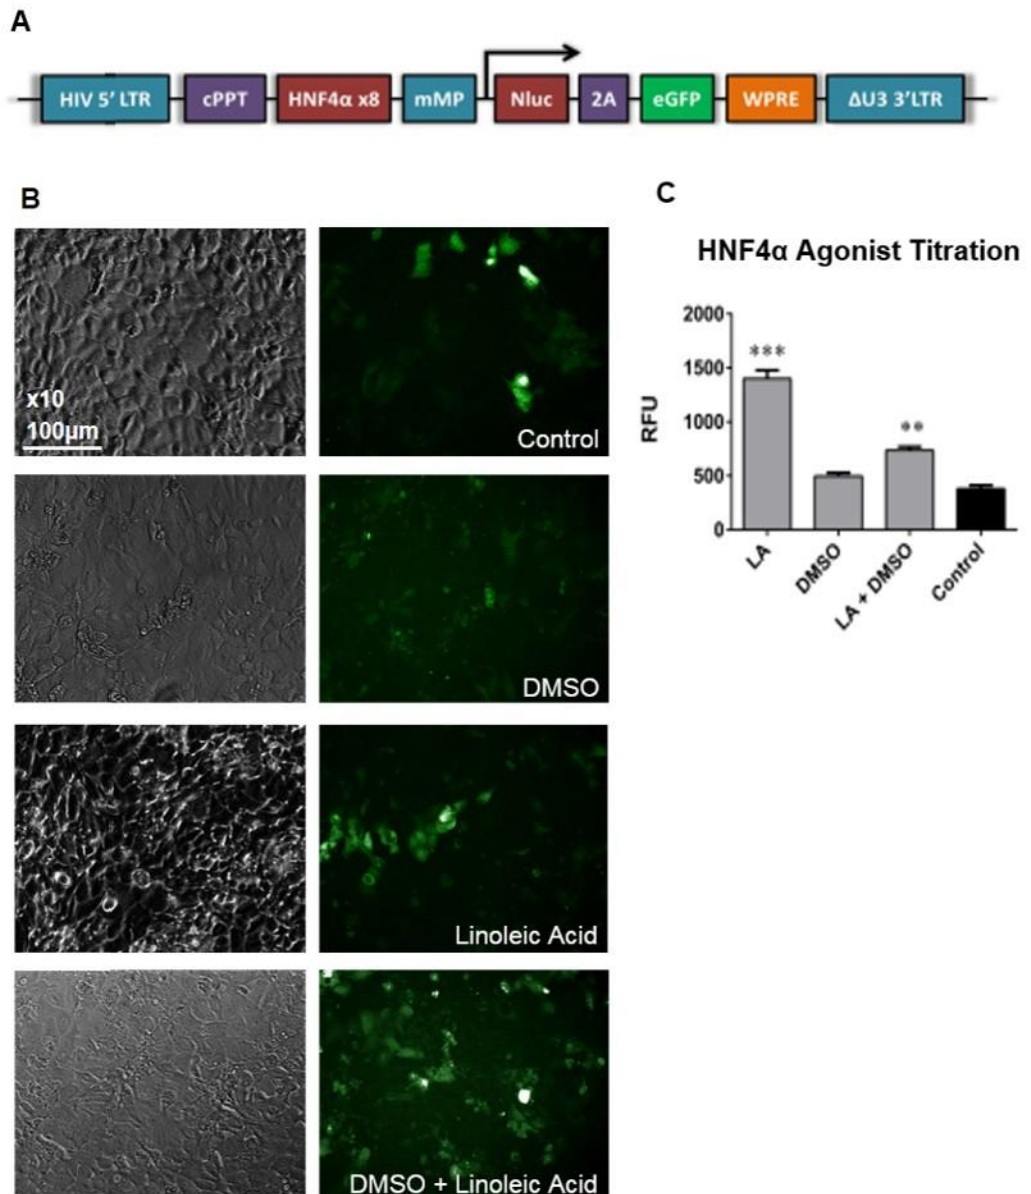 A
HIV 5′ LTR cPPT HNF4α x8 mMP Nluc 2A eGFP WPRE ΔU3 3′LTR
B
x10
100μm
Control
DMSO
Linoleic Acid
DMSO + Linoleic Acid
C
HNF4α Agonist Titration
RFU
2000
1500
1000
500
0
***
**
LA
DMSO
LA + DMSO
Control